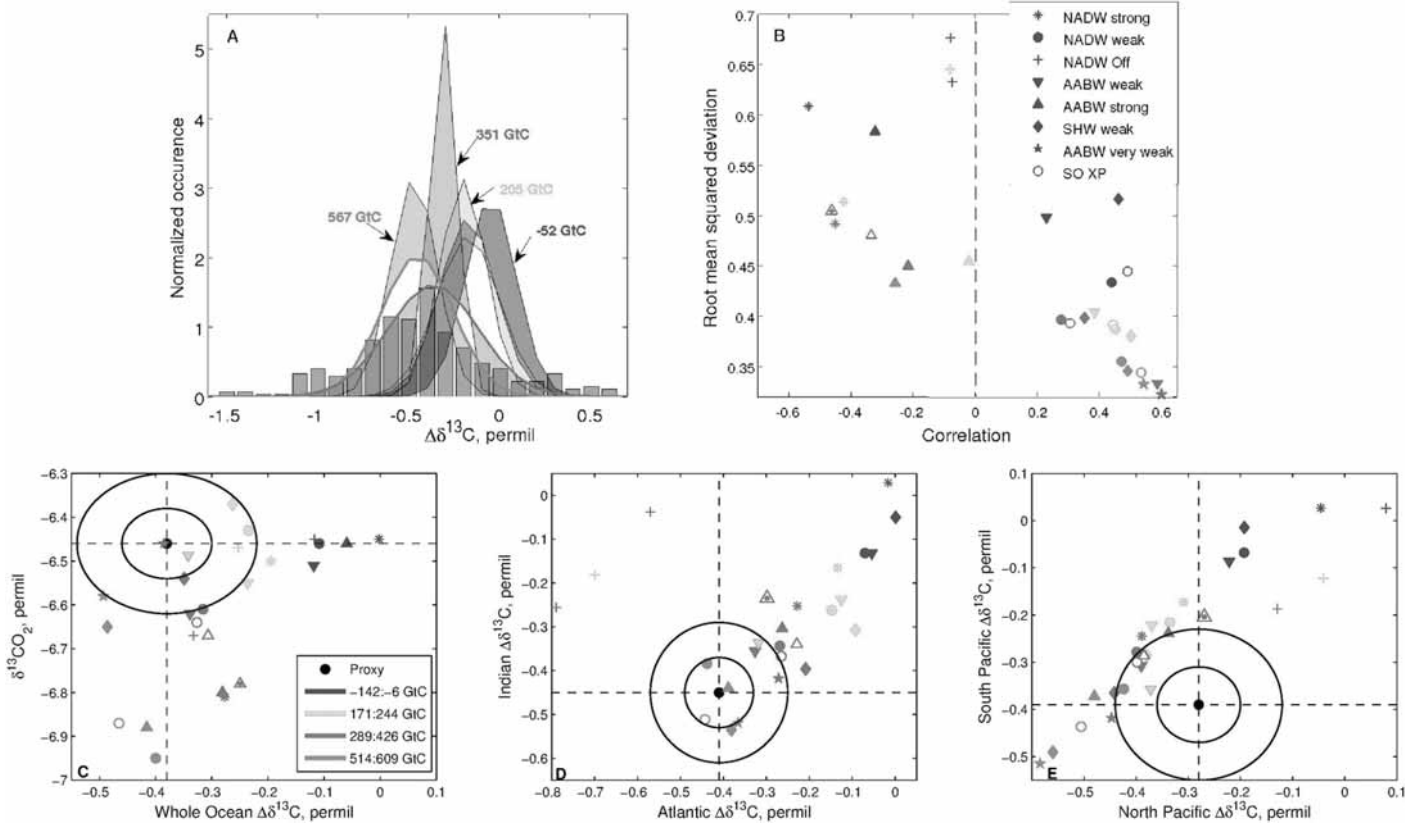 A
5
4
3
2
1
0
Normalized occurence
351 GtC
205 GtC
567 GtC
-52 GtC
-1.5
-1
-0.5
0
0.5
Δδ¹³C, permil
B
0.7
0.65
0.6
0.55
0.5
0.45
0.4
0.35
Root mean squared deviation
-0.6
-0.4
-0.2
0
0.2
0.4
0.6
Correlation
NADW strong
NADW weak
NADW Off
AABW weak
AABW strong
SHW weak
AABW very weak
SO XP
−6.3
−6.4
−6.5
−6.6
−6.7
−6.8
−6.9
−7
δ¹³CO₂, permil
Proxy
−142:−6 GtC
171:244 GtC
289:426 GtC
514:609 GtC
C
−0.5
−0.4
−0.3
−0.2
−0.1
0
0.1
Whole Ocean Δδ¹³C, permil
0
−0.1
−0.2
−0.3
−0.4
−0.5
−0.6
Indian Δδ¹³C, permil
D
−0.8
−0.7
−0.6
−0.5
−0.4
−0.3
−0.2
−0.1
0
Atlantic Δδ¹³C, permil
0.1
0
−0.1
−0.2
−0.3
−0.4
−0.5
South Pacific Δδ¹³C, permil
E
−0.5
−0.4
−0.3
−0.2
−0.1
0
0.1
North Pacific Δδ¹³C, permil